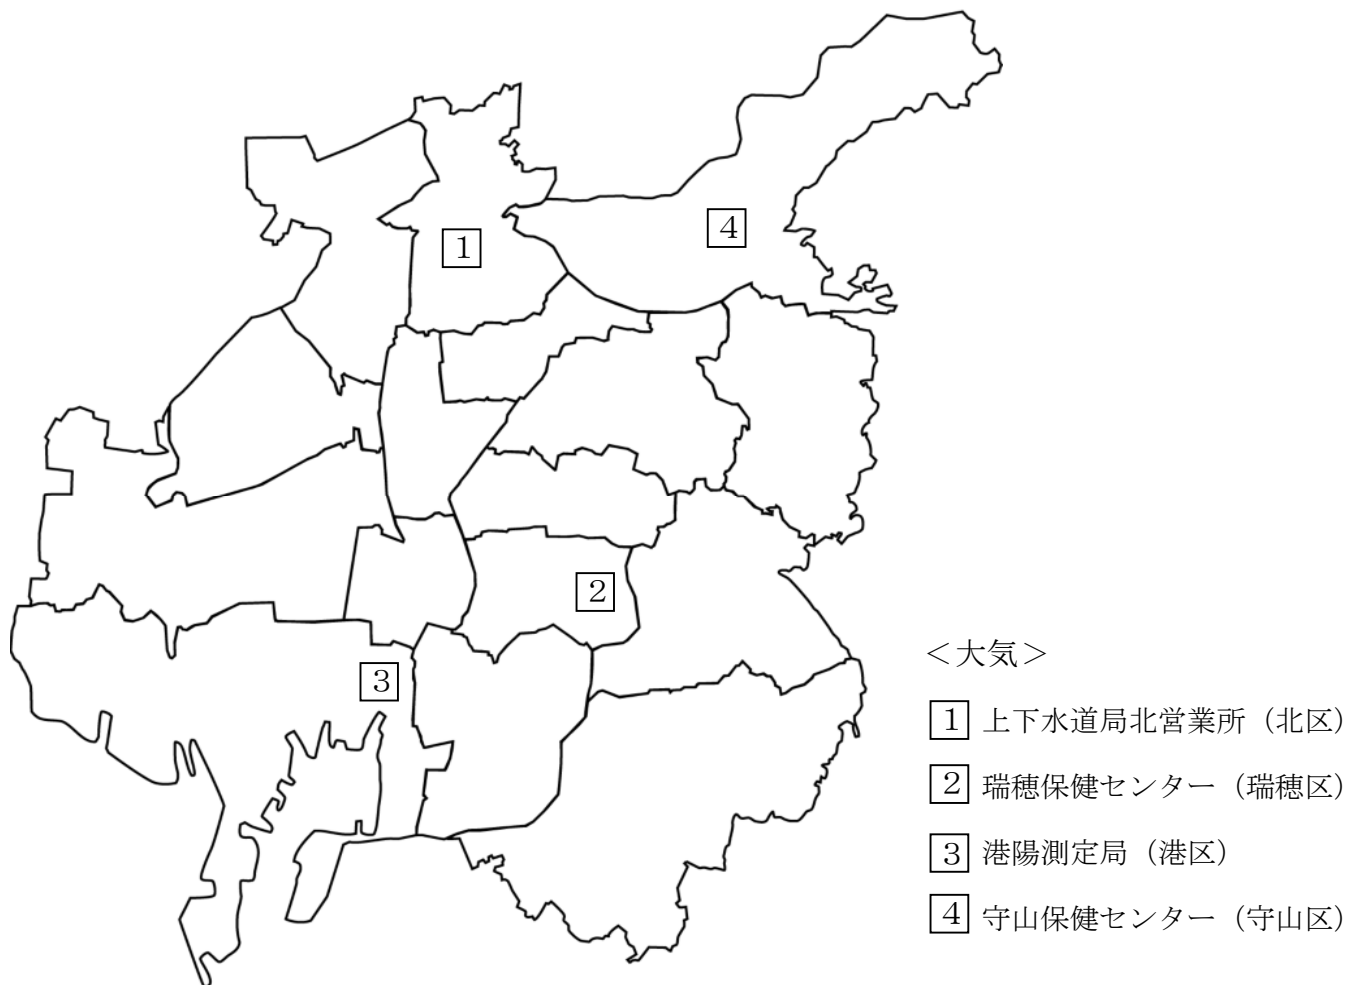 4
1
2
3
＜大気＞
1 上下水道局北営業所（北区）
2 瑞穂保健センター（瑞穂区）
3 港陽測定局（港区）
4 守山保健センター（守山区）